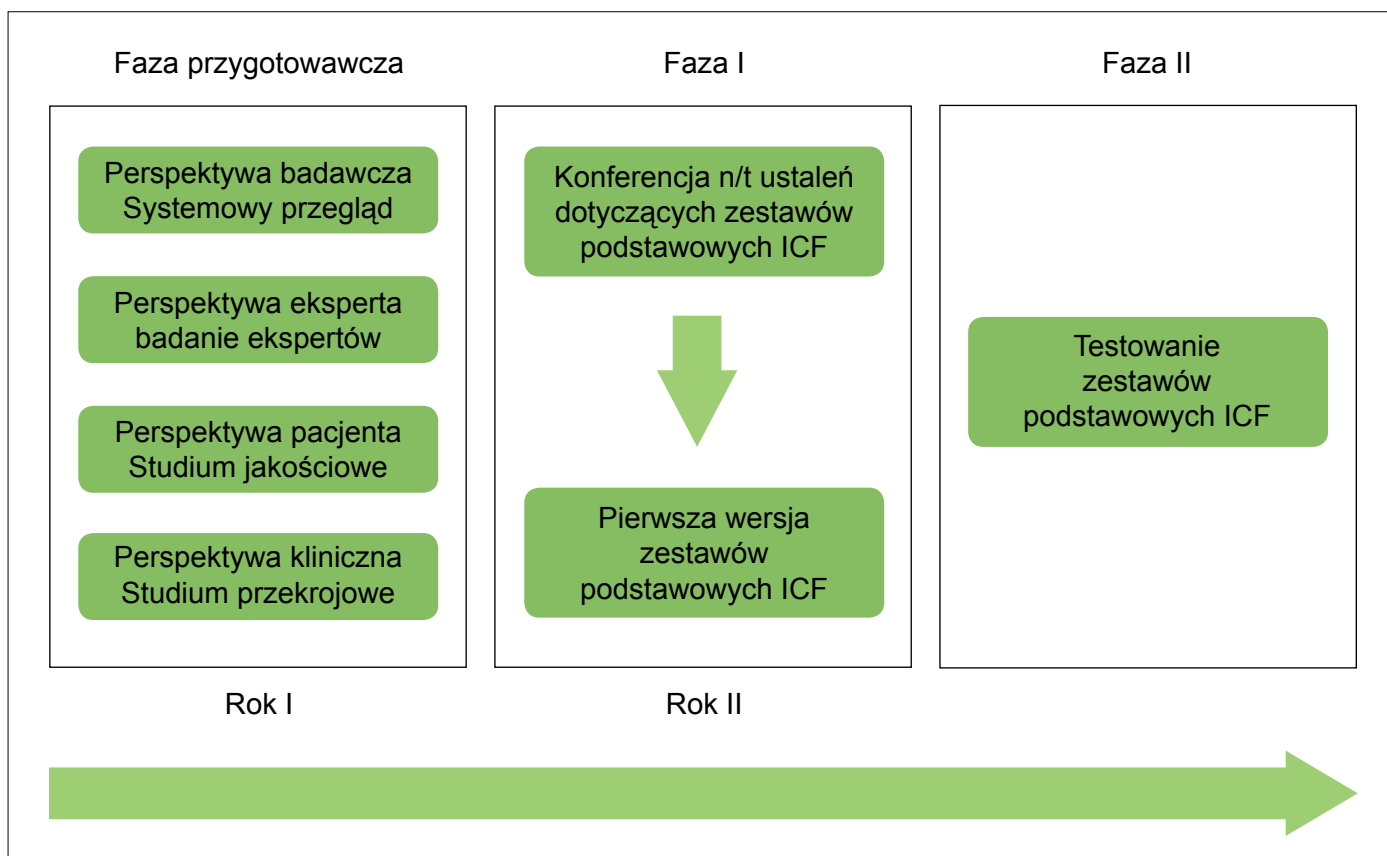 Faza przygotowawcza
Perspektywa badawcza
Systemowy przegląd
Perspektywa eksperta
badanie ekspertów
Perspektywa pacjenta
Studium jakościowe
Perspektywa kliniczna
Studium przekrojowe
Rok I
Faza I
Konferencja n/t ustaleń
dotyczących zestawów
podstawowych ICF
Pierwsza wersja
zestawów
podstawowych ICF
Rok II
Faza II
Testowanie
zestawów
podstawowych ICF